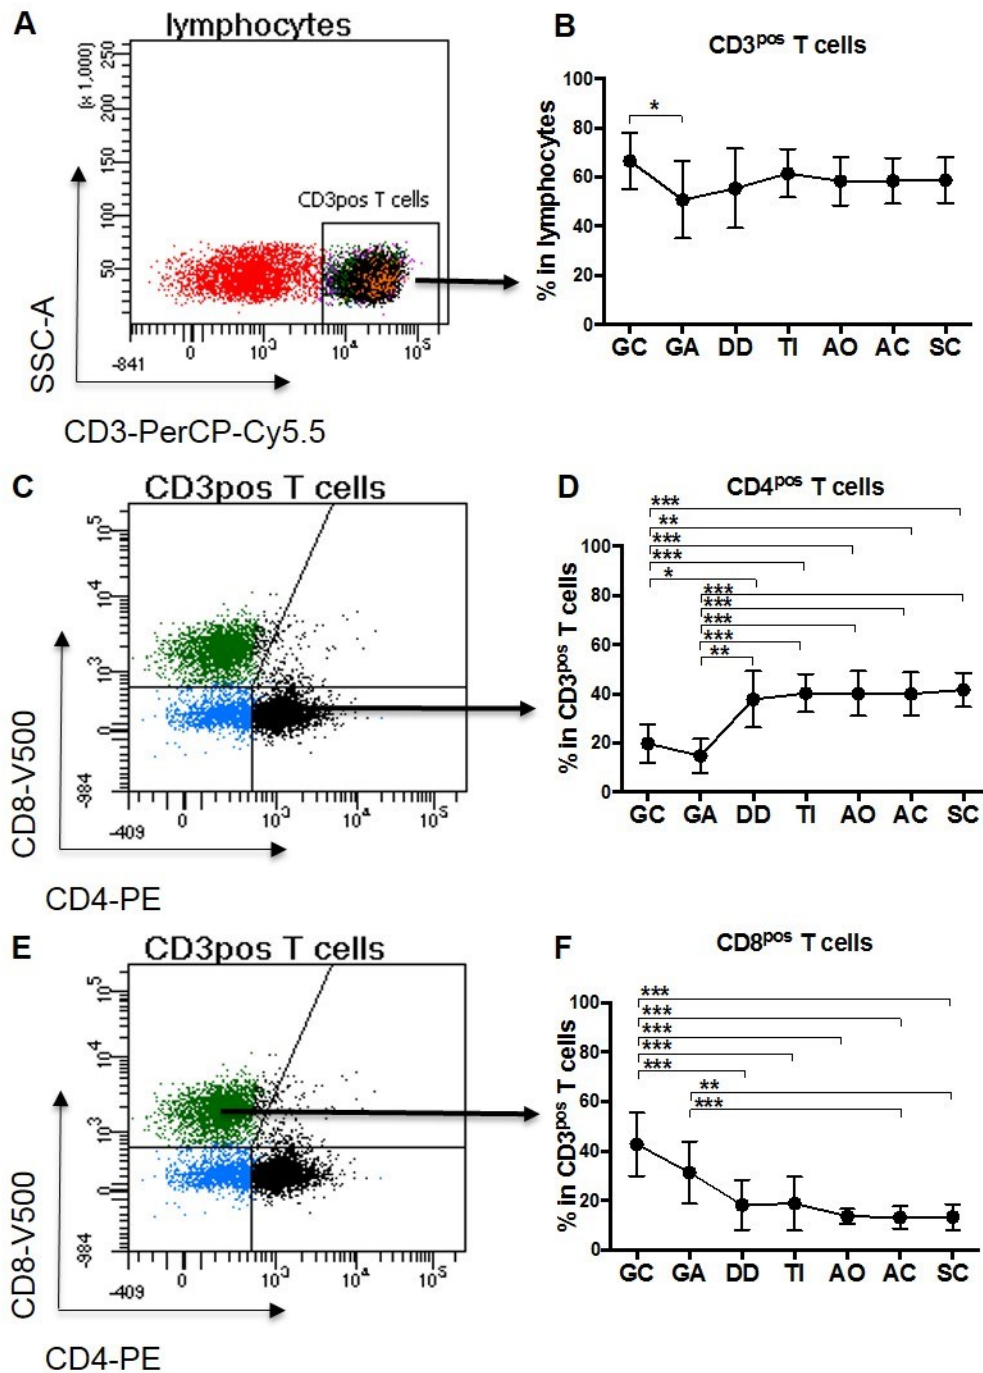 A
lymphocytes
(x 1,000)
250
200
150
100
50
CD3pos T cells
SSC-A
-841
0
10³
10⁴
10⁵
CD3-PerCP-Cy5.5
B
CD3ᵖᵒˢ T cells
% in lymphocytes
100
80
60
40
20
0
*
GC GA DD TI AO AC SC
C
CD3pos T cells
CD8-V500
10⁵
10⁴
10³
0
-984
-409
0
10³
10⁴
10⁵
CD4-PE
D
CD4ᵖᵒˢ T cells
% in CD3ᵖᵒˢ T cells
***
**
***
***
*
***
***
***
***
**
100
80
60
40
20
0
GC GA DD TI AO AC SC
E
CD3pos T cells
CD8-V500
10⁵
10⁴
10³
0
-984
-409
0
10³
10⁴
10⁵
CD4-PE
F
CD8ᵖᵒˢ T cells
% in CD3ᵖᵒˢ T cells
***
***
***
***
***
**
***
100
80
60
40
20
0
GC GA DD TI AO AC SC